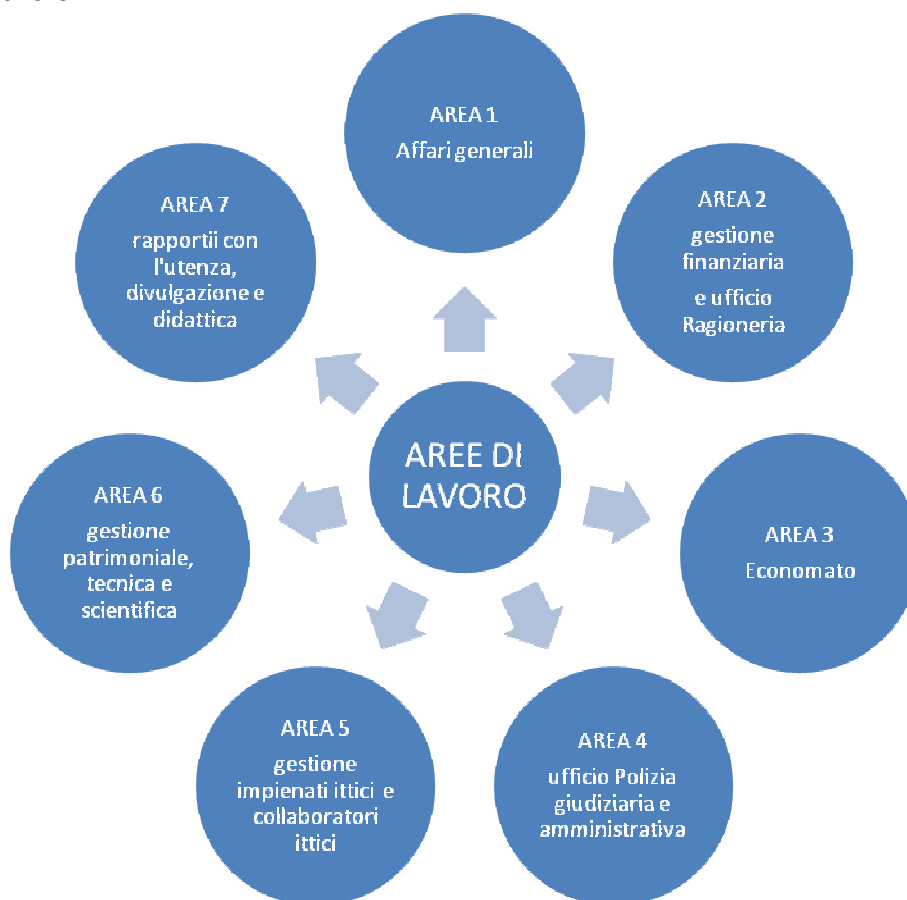 AREE DI
LAVORO
AREA 1
Affari generali
AREA 2
gestione
finanziaria
e ufficio
Ragioneria
AREA 3
Economato
AREA 4
ufficio Polizia
giudiziaria e
amministrativa
AREA 5
gestione
impienati ittici e
collaboratori
ittici
AREA 6
gestione
patrimoniale,
tecnica e
scientifica
AREA 7
rapportii con
l'utenza,
divulgazione e
didattica